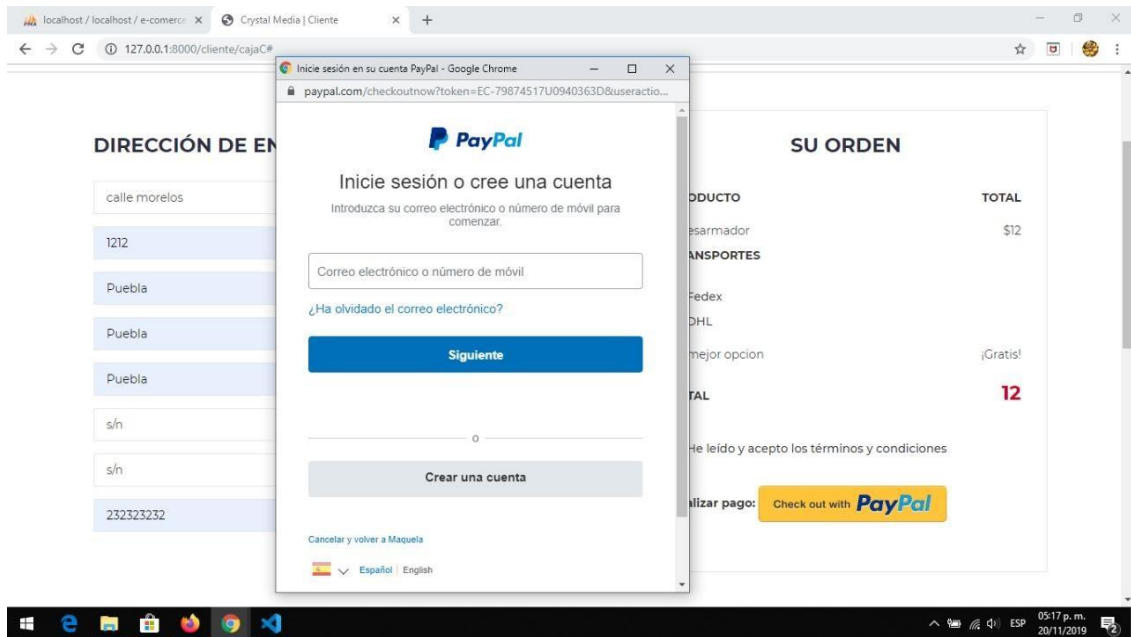 localhost / localhost / e-comerce
Crystal Media | Cliente
127.0.0.1:8000/cliente/cajaC#
Inicie sesión en su cuenta PayPal - Google Chrome
paypal.com/checkoutnow?token=EC-79874517U0940363D&useractio...
DIRECCIÓN DE EN
calle morelos
1212
Puebla
Puebla
Puebla
s/n
s/n
232323232
PayPal
Inicie sesión o cree una cuenta
Introduzca su correo electrónico o número de móvil para
comenzar.
Correo electrónico o número de móvil
¿Ha olvidado el correo electrónico?
Siguiente
o
Crear una cuenta
Cancelar y volver a Maquela
Español | English
SU ORDEN
ODUCTO TOTAL
esarmador $12
ANSPORTES
Fedex
DHL
mejor opcion ¡Gratis!
TAL 12
He leído y acepto los términos y condiciones
alizar pago: Check out with PayPal
ESP
05:17 p. m.
20/11/2019
2